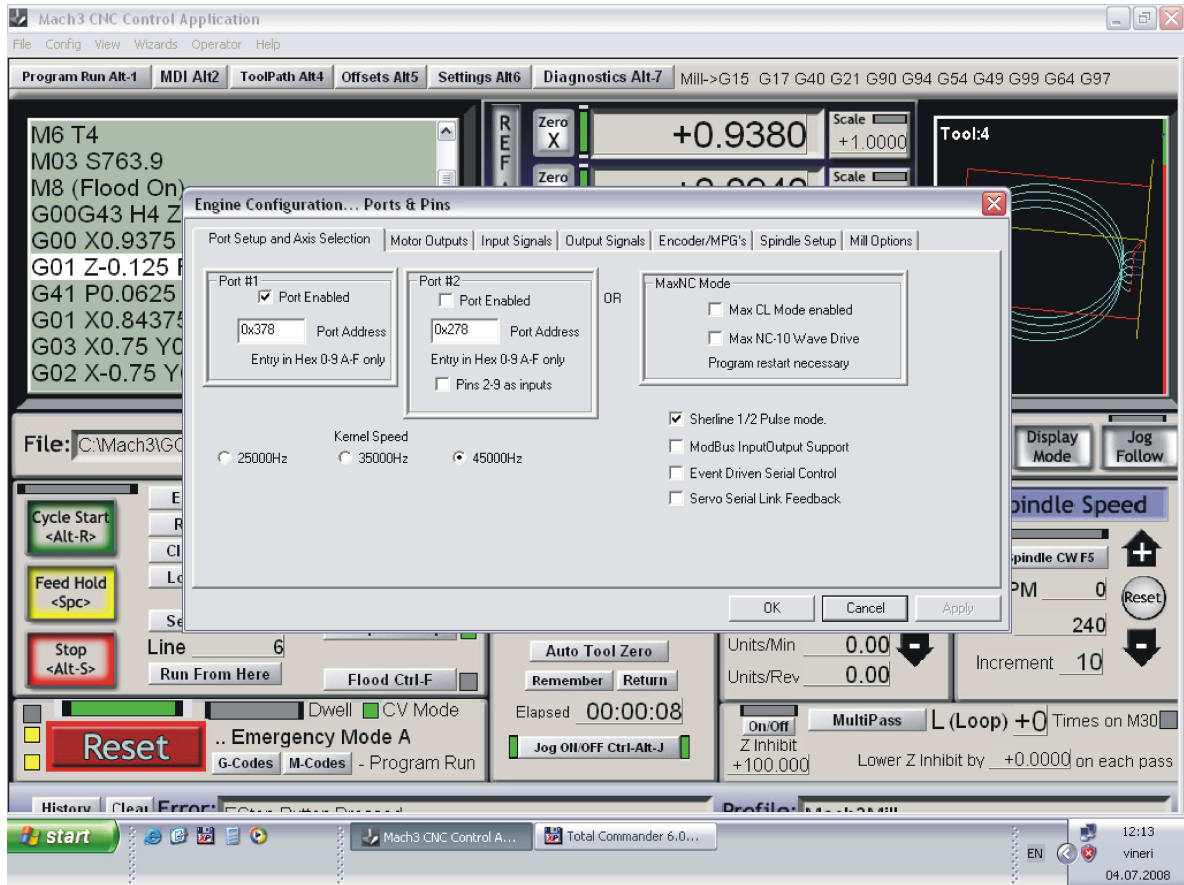 Mach3 CNC Control Application
File Config View Wizards Operator Help
Program Run Alt-1 MDI Alt2 ToolPath Alt4 Offsets Alt5 Settings Alt6 Diagnostics Alt-7 Mill->G15 G17 G40 G21 G90 G94 G54 G49 G99 G64 G97
M6 T4
M03 S763.9
M8 (Flood On)
G00G43 H4 Z
G00 X0.9375
G01 Z-0.125
G41 P0.0625
G01 X0.84375
G03 X0.75 Y0
G02 X-0.75 Y
REF
Zero X +0.9380 Scale +1.0000
Zero Scale
Tool:4
Engine Configuration... Ports & Pins
Port Setup and Axis Selection Motor Outputs Input Signals Output Signals Encoder/MPG's Spindle Setup Mill Options
Port #1
Port Enabled
0x378 Port Address
Entry in Hex 0-9 A-F only
Port #2
Port Enabled
0x278 Port Address
Entry in Hex 0-9 A-F only
Pins 2-9 as inputs
OR
MaxNC Mode
Max CL Mode enabled
Max NC-10 Wave Drive
Program restart necessary
Kernel Speed
25000Hz 35000Hz 45000Hz
Sherline 1/2 Pulse mode.
ModBus InputOutput Support
Event Driven Serial Control
Servo Serial Link Feedback
OK Cancel Apply
File: C:\Mach3\GC
Display Mode
Jog Follow
Cycle Start
<Alt-R>
Feed Hold
<Spc>
Stop
<Alt-S>
Line 6
Run From Here
Flood Ctrl-F
Auto Tool Zero
Remember Return
Elapsed 00:00:08
Jog ON/OFF Ctrl-Alt-J
Units/Min 0.00
Units/Rev 0.00
Spindle Speed
Spindle CW F5
0
Reset
240
Increment 10
Dwell CV Mode
Reset
.. Emergency Mode A
G-Codes M-Codes - Program Run
On/Off
Z Inhibit
+100.000
MultiPass L (Loop) +0 Times on M30
Lower Z Inhibit by +0.0000 on each pass
History Clear Error: EStop Button Pressed
Profile: Mach3Mill
start Mach3 CNC Control A... Total Commander 6.0...
EN 12:13
vineri
04.07.2008